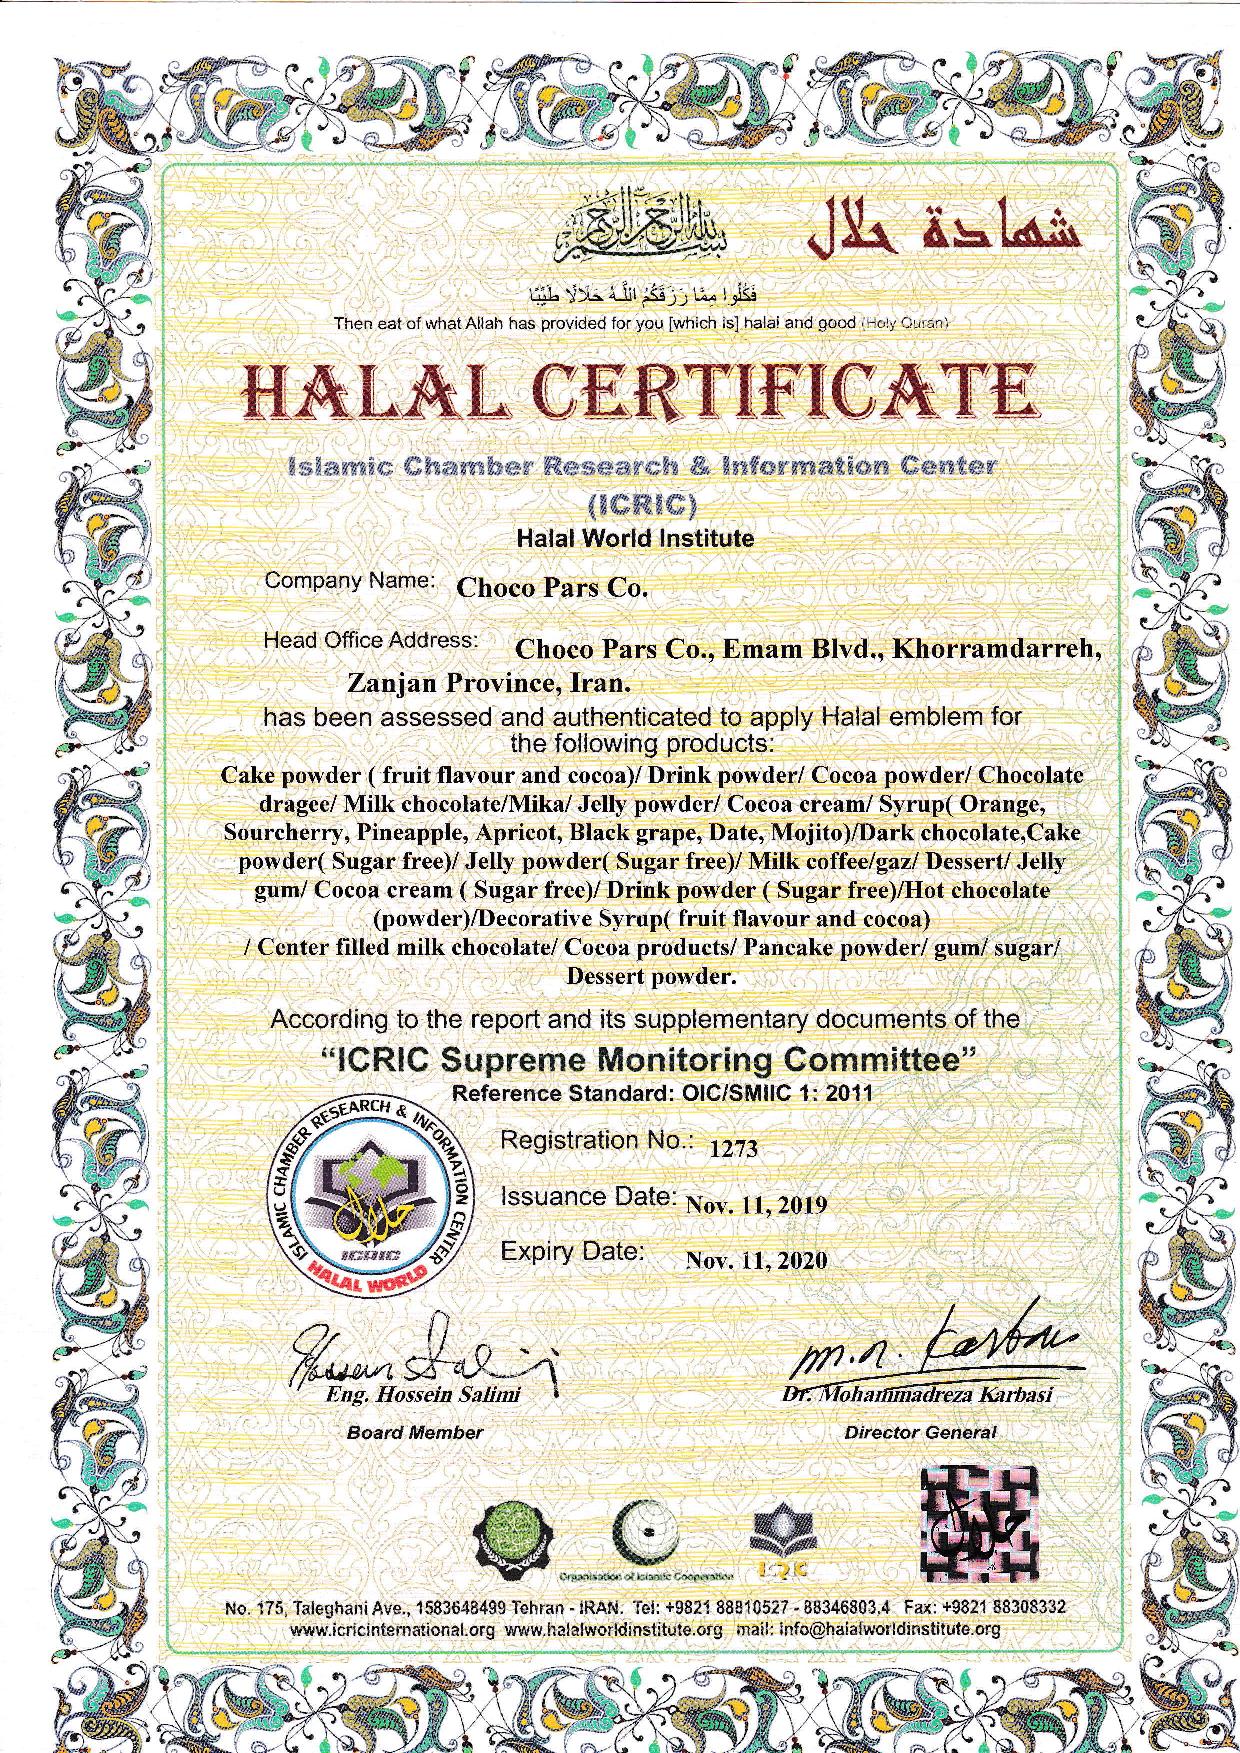 بسم الله الرحمن الرحيم
شهادة حلال
فَكُلُوا مِمَّا رَزَقَكُمُ اللَّهُ حَلَالًا طَيِّبًا
Then eat of what Allah has provided for you [which is] halal and good (Holy Quran)
HALAL CERTIFICATE
Islamic Chamber Research & Information Center
(ICRIC)
Halal World Institute
Company Name: Choco Pars Co.
Head Office Address: Choco Pars Co., Emam Blvd., Khorramdarreh,
Zanjan Province, Iran.
has been assessed and authenticated to apply Halal emblem for
the following products:
Cake powder ( fruit flavour and cocoa)/ Drink powder/ Cocoa powder/ Chocolate
dragee/ Milk chocolate/Mika/ Jelly powder/ Cocoa cream/ Syrup( Orange,
Sourcherry, Pineapple, Apricot, Black grape, Date, Mojito)/Dark chocolate,Cake
powder( Sugar free)/ Jelly powder( Sugar free)/ Milk coffee/gaz/ Dessert/ Jelly
gum/ Cocoa cream ( Sugar free)/ Drink powder ( Sugar free)/Hot chocolate
(powder)/Decorative Syrup( fruit flavour and cocoa)
/ Center filled milk chocolate/ Cocoa products/ Pancake powder/ gum/ sugar/
Dessert powder.
According to the report and its supplementary documents of the
“ICRIC Supreme Monitoring Committee”
Reference Standard: OIC/SMIIC 1: 2011
ISLAMIC CHAMBER RESEARCH & INFORMATION CENTER
حلال
ICRIC
HALAL WORLD
Registration No.: 1273
Issuance Date: Nov. 11, 2019
Expiry Date: Nov. 11, 2020
Hossein Salimi
m.r. Karbasi
Eng. Hossein Salimi
Dr. Mohammadreza Karbasi
Board Member
Director General
حلال
Organisation of Islamic Cooperation
No. 175, Taleghani Ave., 1583648499 Tehran - IRAN. Tel: +9821 88810527 - 88346803,4 Fax: +9821 88308332
www.icricinternational.org www.halalworldinstitute.org mail: info@halalworldinstitute.org